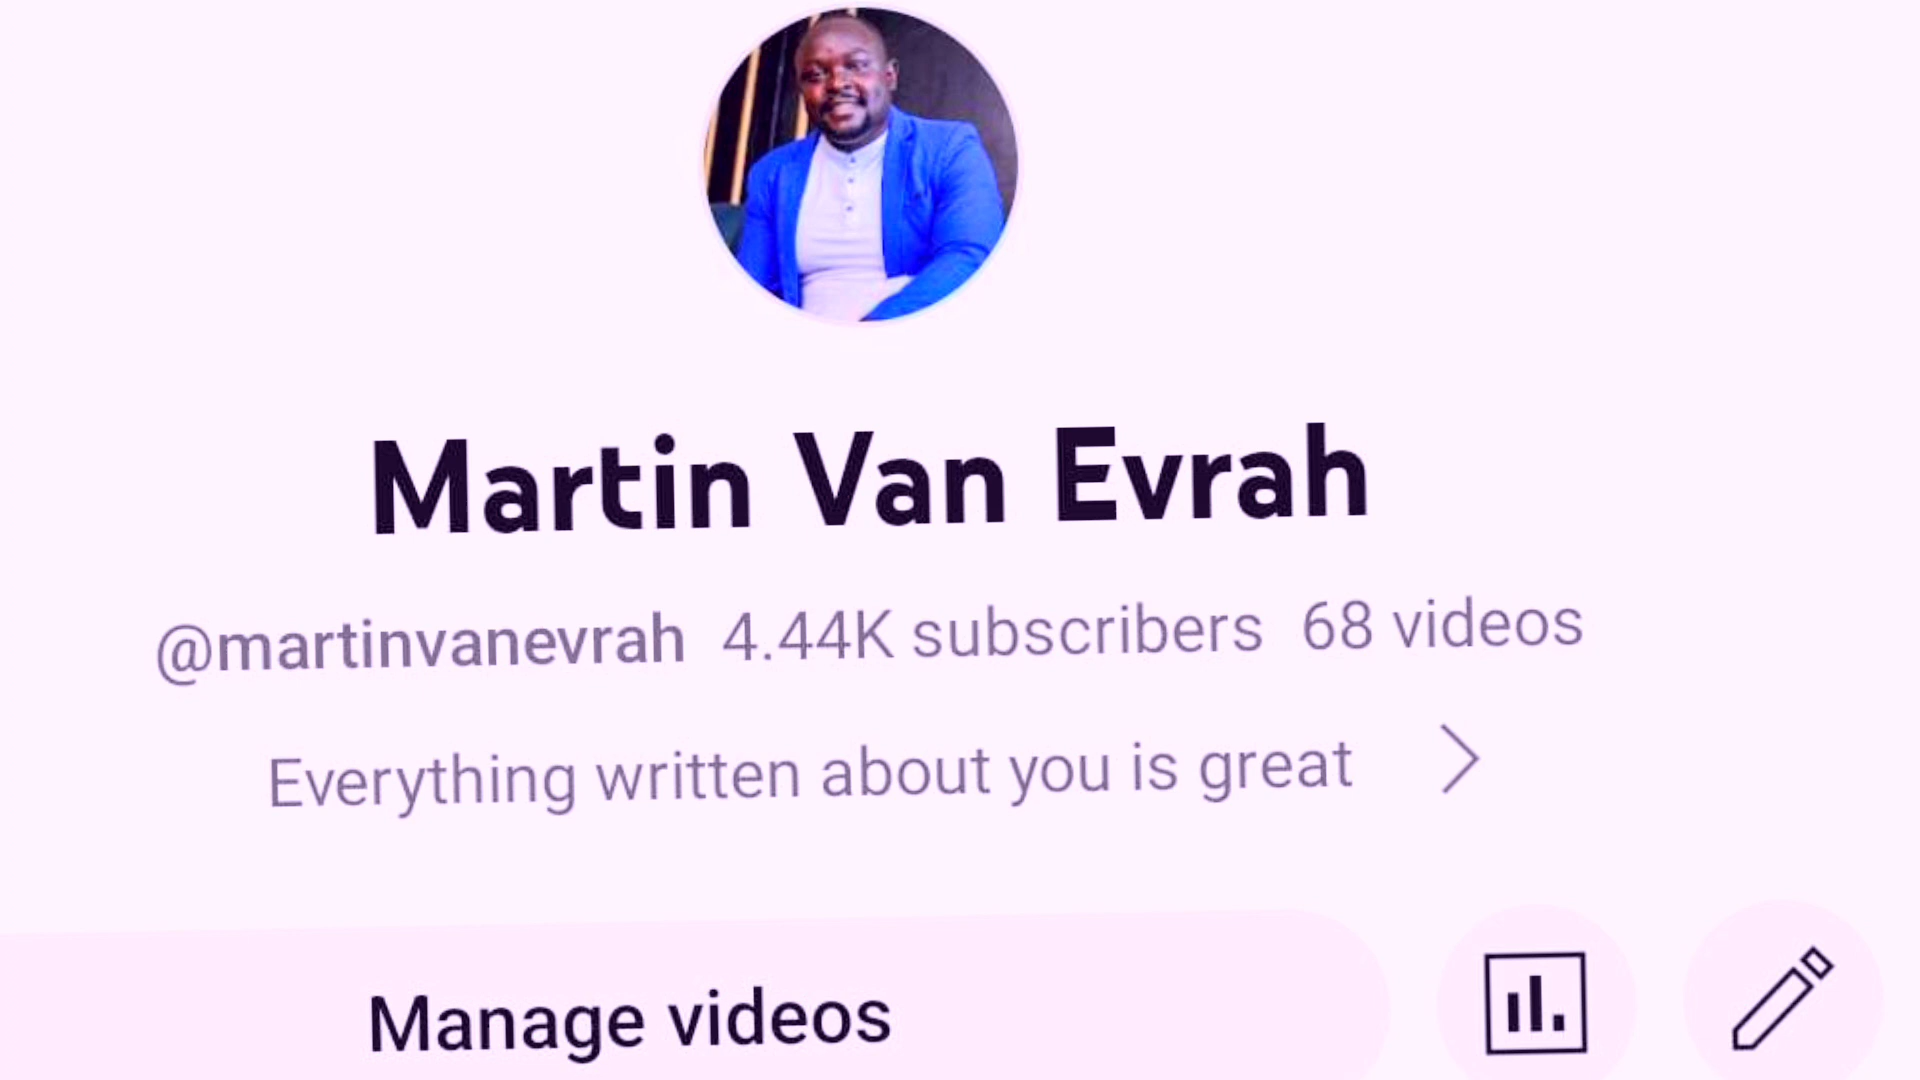 Martin Van Evrah
@martinvanevrah 4.44K subscribers 68 videos
Everything written about you is great
Manage videos